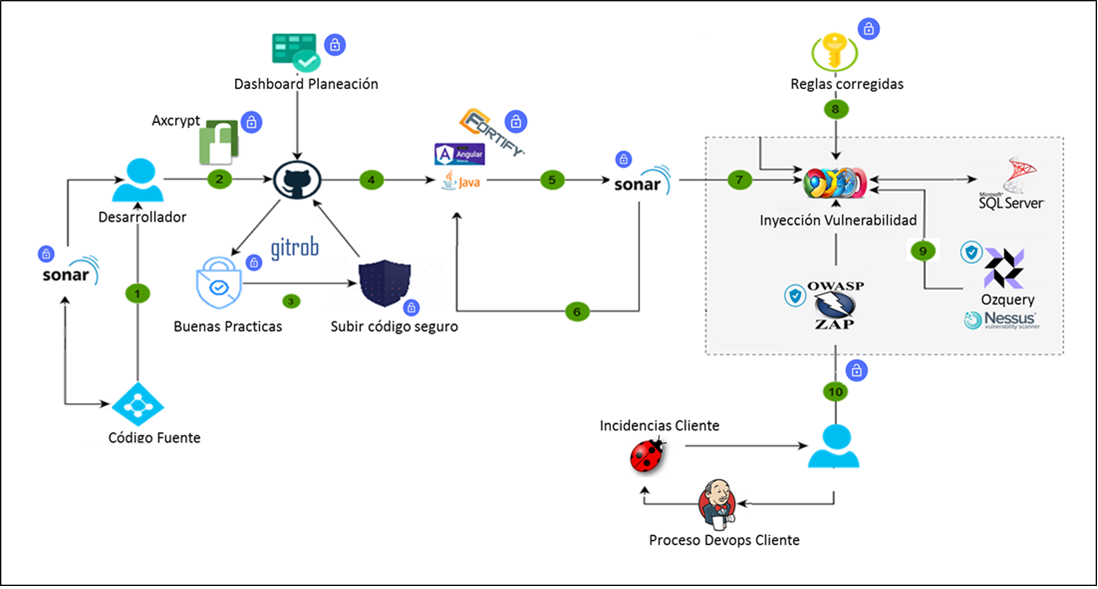 Dashboard Planeación
Reglas corregidas
8
Axcrypt
FORTIFY
Angular
Java
2
4
5
sonar
7
Desarrollador
Inyección Vulnerabilidad
Microsoft
SQL Server
gitrob
sonar
1
3
9
Buenas Practicas
Subir código seguro
6
OWASP
ZAP
Ozquery
Nessus
vulnerability scanner
10
Código Fuente
Incidencias Cliente
Proceso Devops Cliente